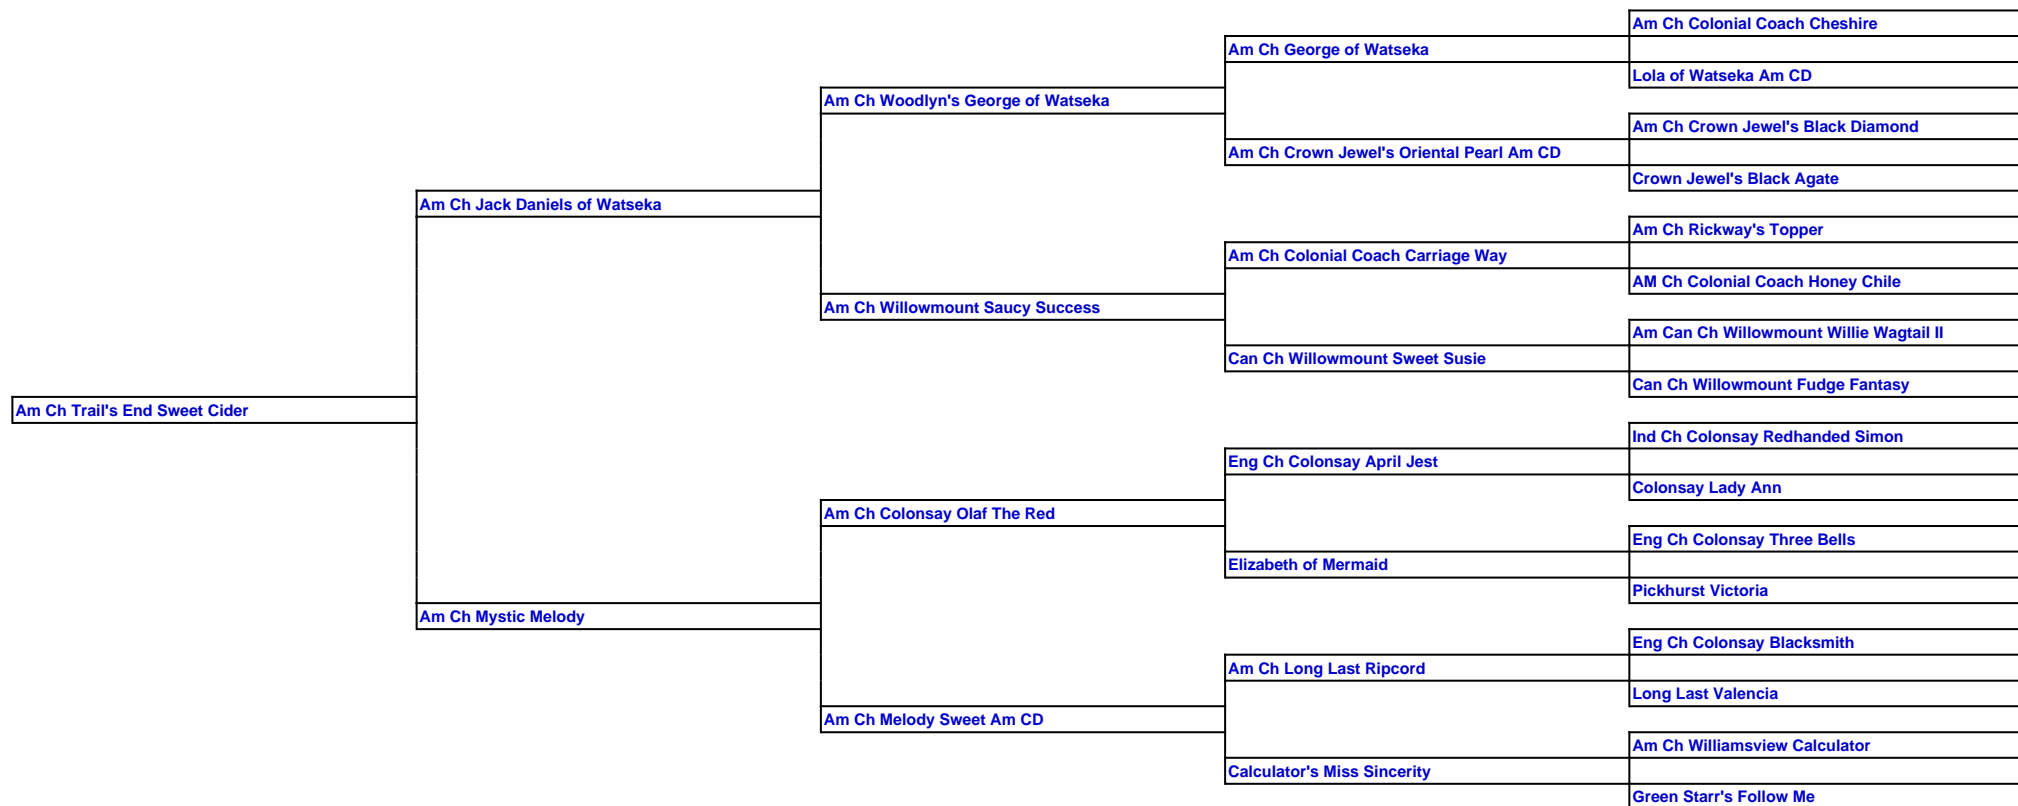 Am Ch Colonial Coach Cheshire
Am Ch George of Watseka
Lola of Watseka Am CD
Am Ch Woodlyn's George of Watseka
Am Ch Crown Jewel's Black Diamond
Am Ch Crown Jewel's Oriental Pearl Am CD
Crown Jewel's Black Agate
Am Ch Jack Daniels of Watseka
Am Ch Rickway's Topper
Am Ch Colonial Coach Carriage Way
AM Ch Colonial Coach Honey Chile
Am Ch Willowmount Saucy Success
Am Can Ch Willowmount Willie Wagtail II
Can Ch Willowmount Sweet Susie
Can Ch Willowmount Fudge Fantasy
Am Ch Trail's End Sweet Cider
Ind Ch Colonsay Redhanded Simon
Eng Ch Colonsay April Jest
Colonsay Lady Ann
Am Ch Colonsay Olaf The Red
Eng Ch Colonsay Three Bells
Elizabeth of Mermaid
Pickhurst Victoria
Am Ch Mystic Melody
Eng Ch Colonsay Blacksmith
Am Ch Long Last Ripcord
Long Last Valencia
Am Ch Melody Sweet Am CD
Am Ch Williamsview Calculator
Calculator's Miss Sincerity
Green Starr's Follow Me